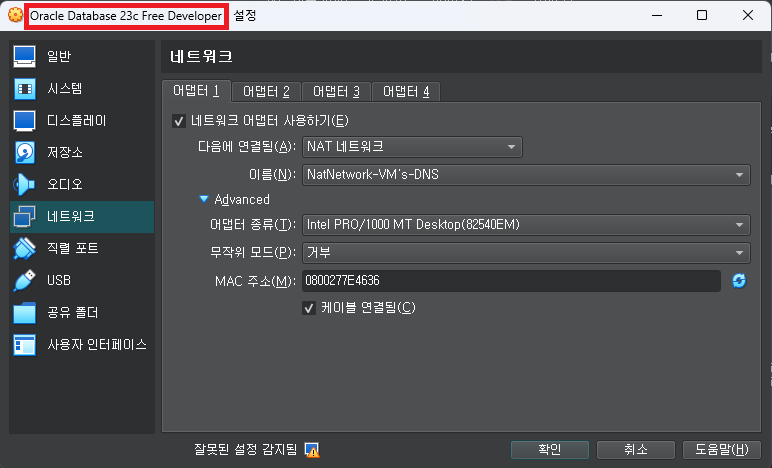 Oracle Database 23c Free Developer 설정
일반
시스템
디스플레이
저장소
오디오
네트워크
직렬 포트
USB
공유 폴더
사용자 인터페이스
네트워크
어댑터 1 어댑터 2 어댑터 3 어댑터 4
네트워크 어댑터 사용하기(E)
다음에 연결됨(A): NAT 네트워크
이름(N): NatNetwork-VM's-DNS
Advanced
어댑터 종류(T): Intel PRO/1000 MT Desktop(82540EM)
무작위 모드(P): 거부
MAC 주소(M): 0800277E4636
케이블 연결됨(C)
잘못된 설정 감지됨
확인 취소 도움말(H)